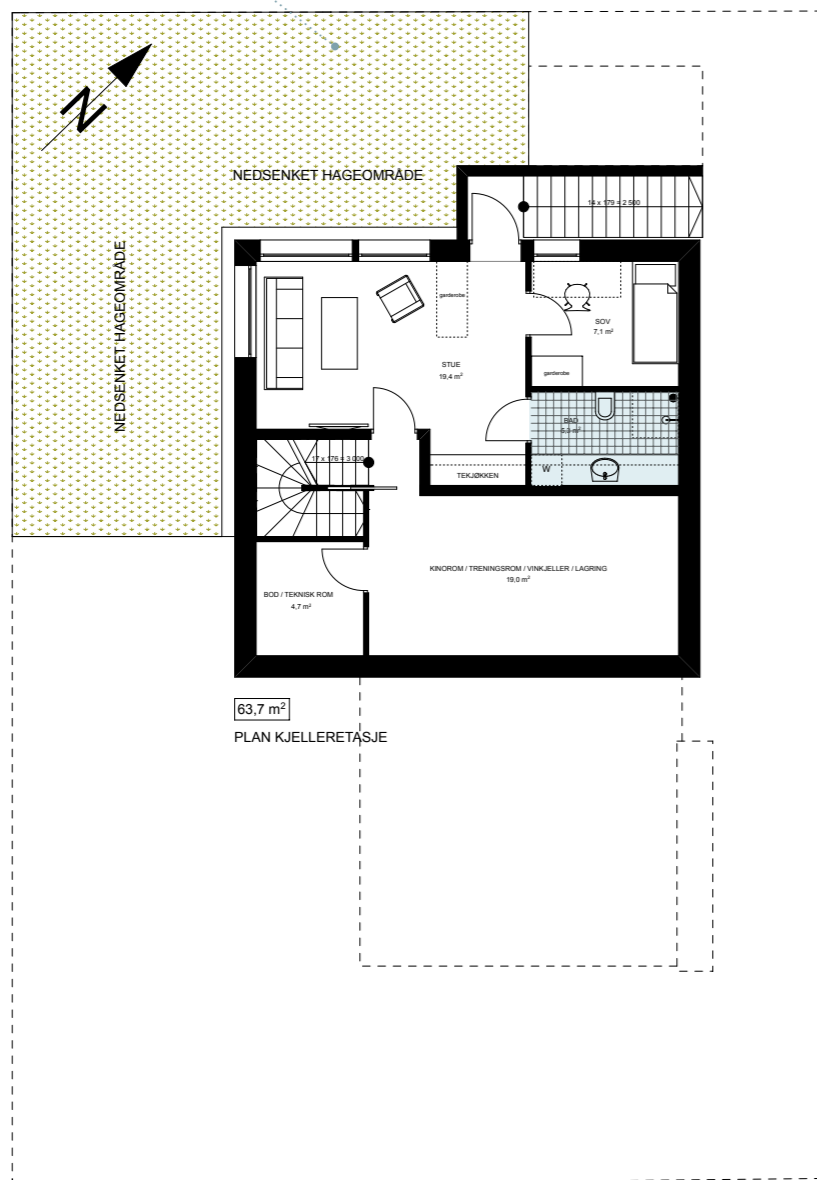 N
NEDSENKET HAGEOMRÅDE
14 x 179 = 2 500
NEDSENKET HAGEOMRÅDE
garderobe
SOV
7,1 m²
STUE
19,4 m²
garderobe
BAD
5,3 m²
17 x 176 = 3 000
TEKJØKKEN
W
KINOROM / TRENINGSROM / VINKJELLER / LAGRING
19,0 m²
BOD / TEKNISK ROM
4,7 m²
63,7 m²
PLAN KJELLERETASJE